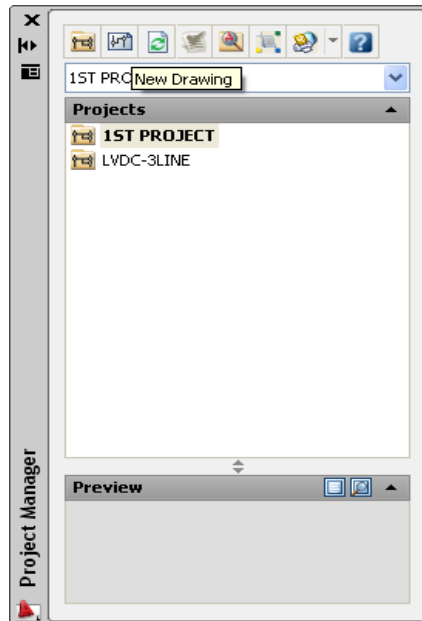 1ST PRO
New Drawing
Projects
1ST PROJECT
LVDC-3LINE
Preview
Project Manager